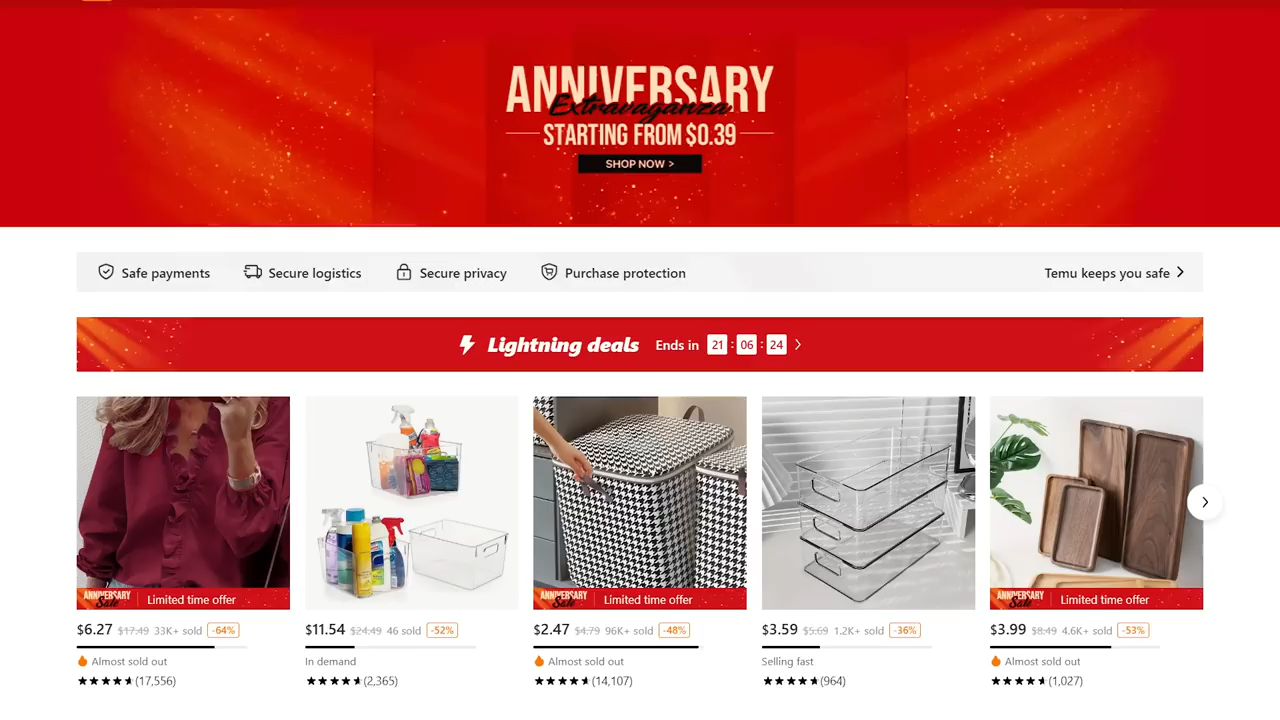 ANNIVERSARY
Extravaganza
STARTING FROM $0.39
SHOP NOW >
Safe payments Secure logistics Secure privacy Purchase protection Temu keeps you safe
Lightning deals Ends in 21 : 06 : 24
ANNIVERSARY Sale Limited time offer
ANNIVERSARY Sale Limited time offer
ANNIVERSARY Sale Limited time offer
$6.27 $17.49 33K+ sold -64%
Almost sold out
(17,556)
$11.54 $24.49 46 sold -52%
In demand
(2,365)
$2.47 $4.79 96K+ sold -48%
Almost sold out
(14,107)
$3.59 $5.69 1.2K+ sold -36%
Selling fast
(964)
$3.99 $8.49 4.6K+ sold -53%
Almost sold out
(1,027)